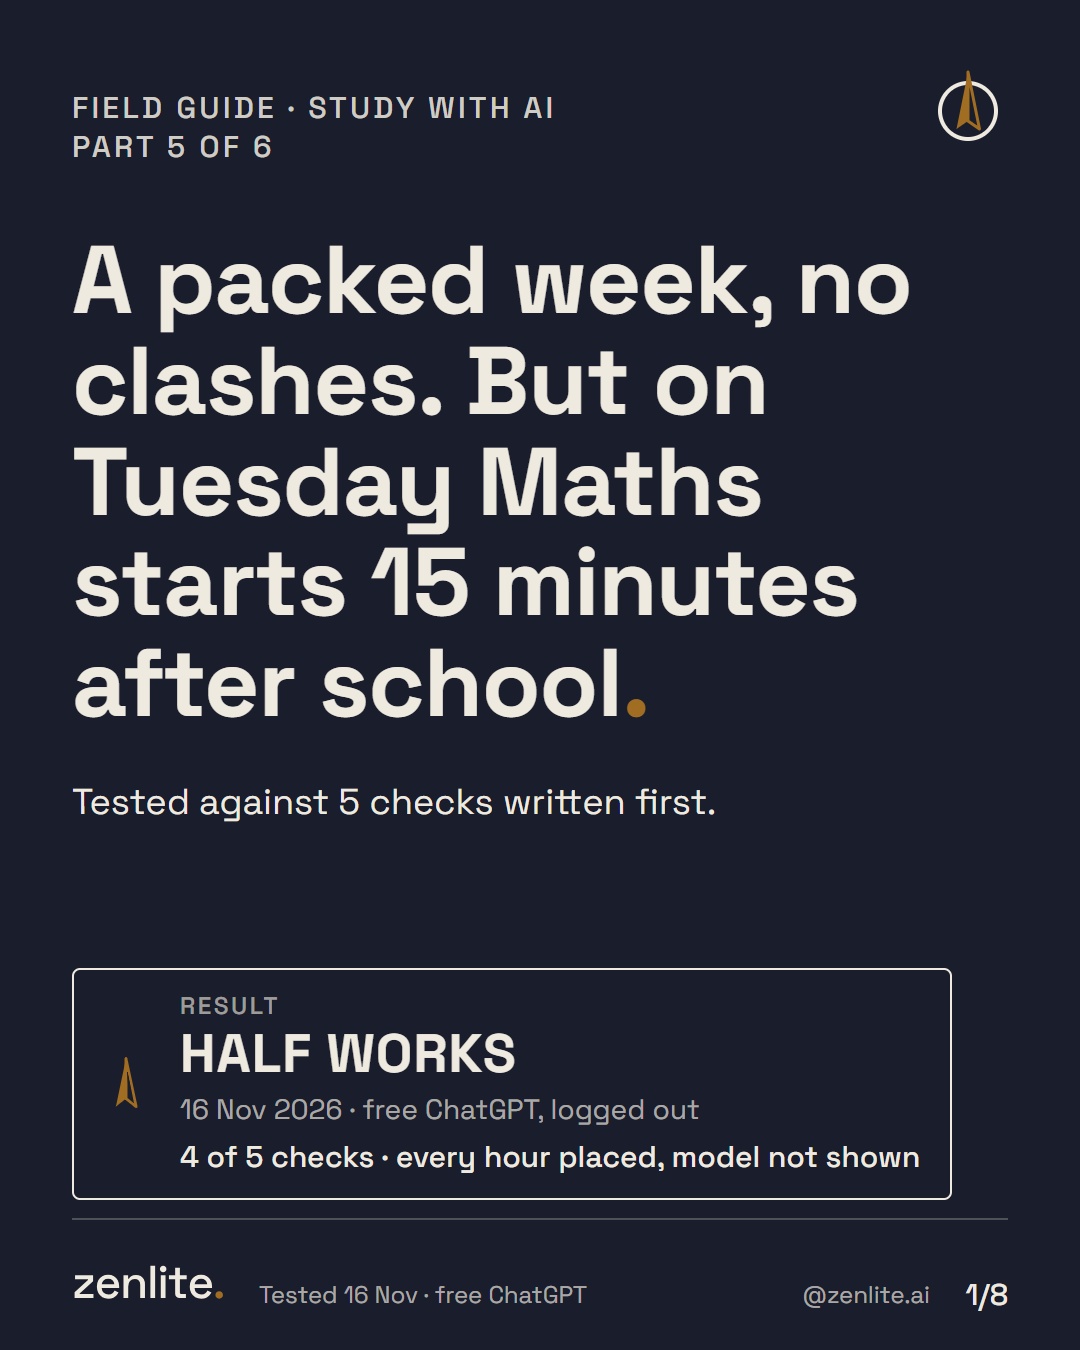 FIELD GUIDE · STUDY WITH AI
PART 5 OF 6
A packed week, no
clashes. But on
Tuesday Maths
starts 15 minutes
after school.
Tested against 5 checks written first.
RESULT
HALF WORKS
16 Nov 2026 · free ChatGPT, logged out
4 of 5 checks · every hour placed, model not shown
zenlite.
Tested 16 Nov · free ChatGPT
@zenlite.ai
1/8